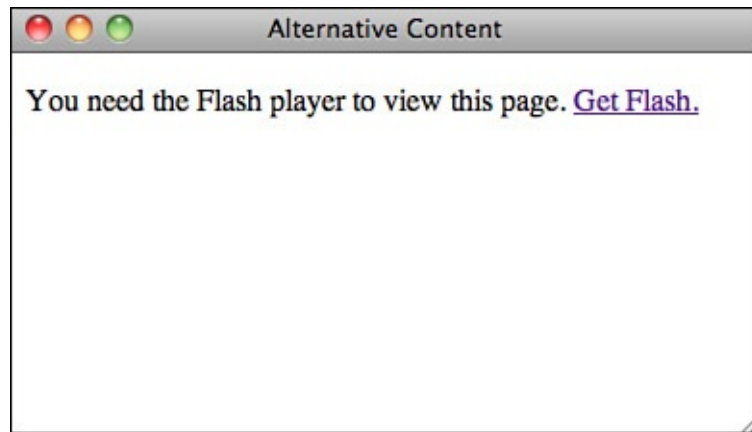 Alternative Content
You need the Flash player to view this page. Get Flash.